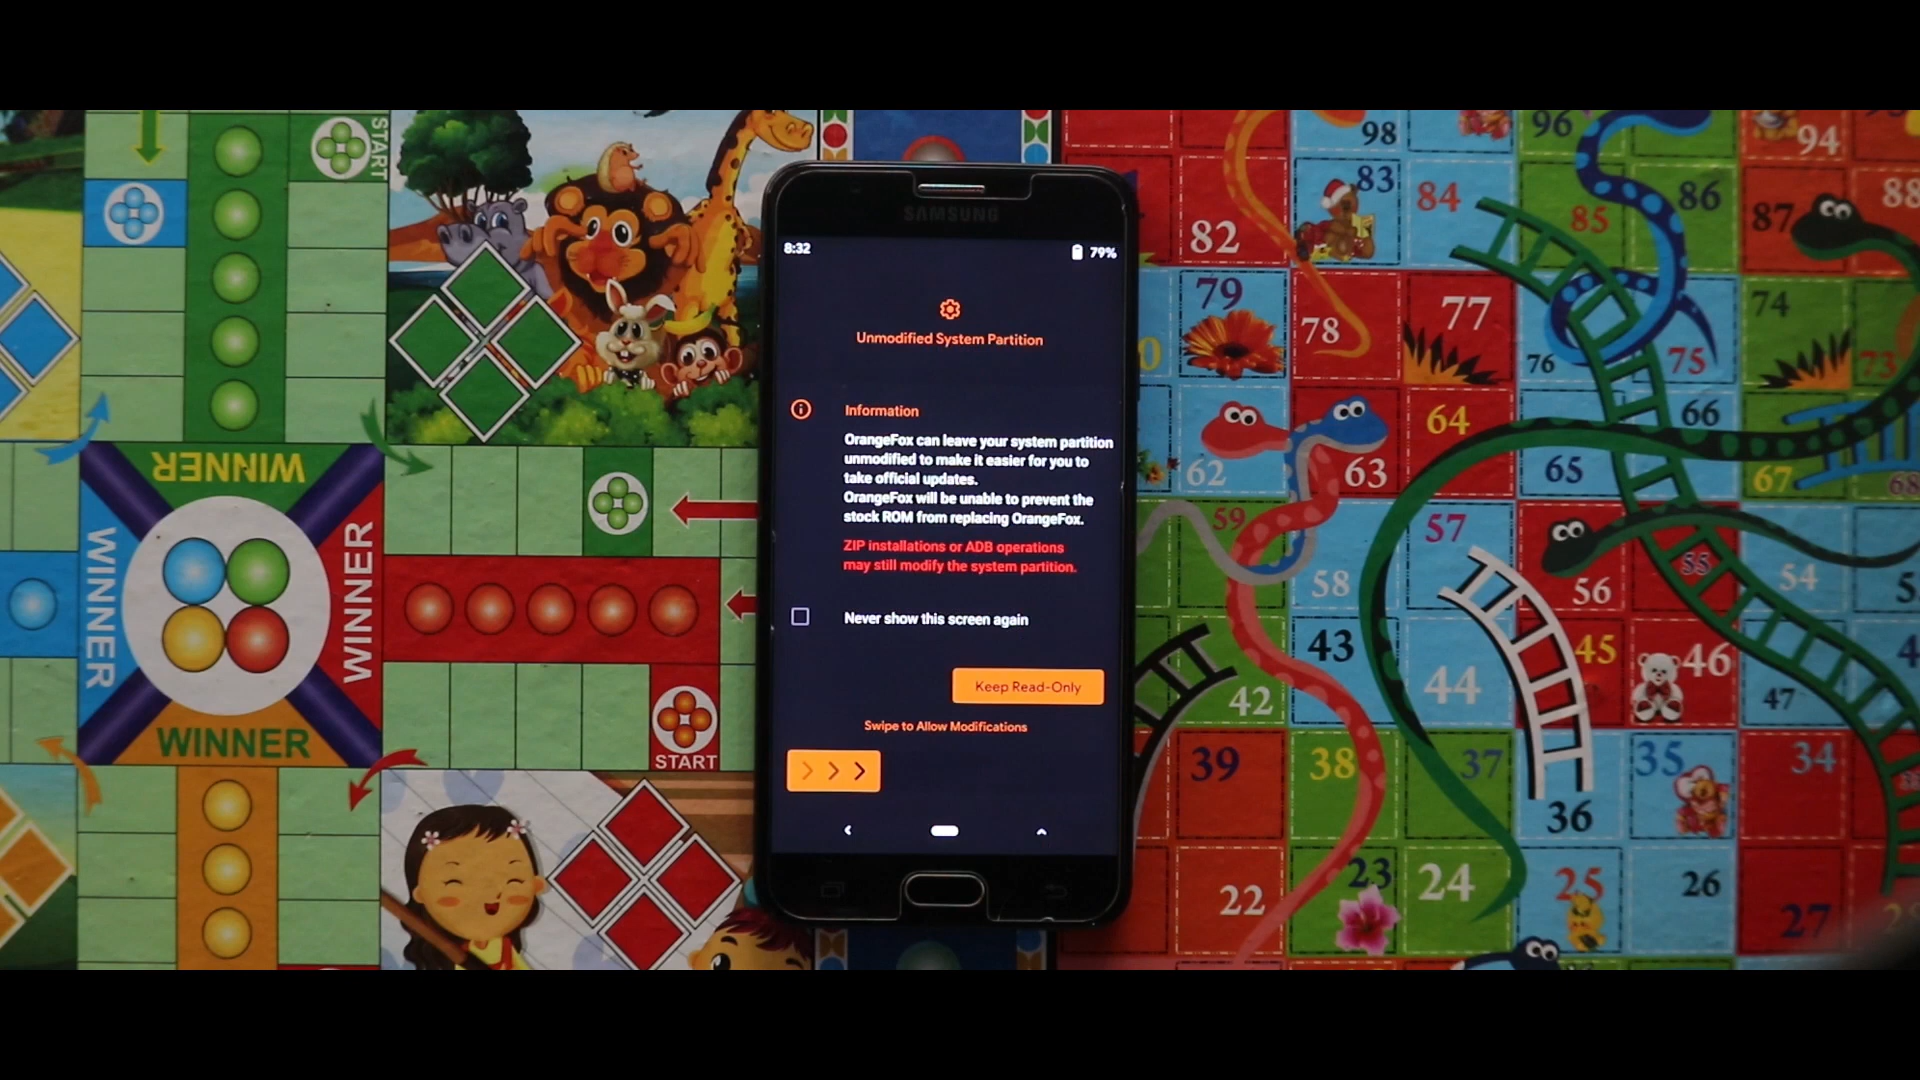 START
WINNER
WINNER
WINNER
WINNER
START
SAMSUNG
8:32
79%
Unmodified System Partition
Information
OrangeFox can leave your system partition
unmodified to make it easier for you to
take official updates.
OrangeFox will be unable to prevent the
stock ROM from replacing OrangeFox.
ZIP installations or ADB operations
may still modify the system partition.
Never show this screen again
Keep Read-Only
Swipe to Allow Modifications
98
96
94
82
83
84
85
86
87
88
79
78
77
76
75
74
73
62
63
64
65
66
67
68
59
58
57
56
55
54
42
43
44
45
46
47
39
38
37
36
35
34
22
23
24
25
26
27